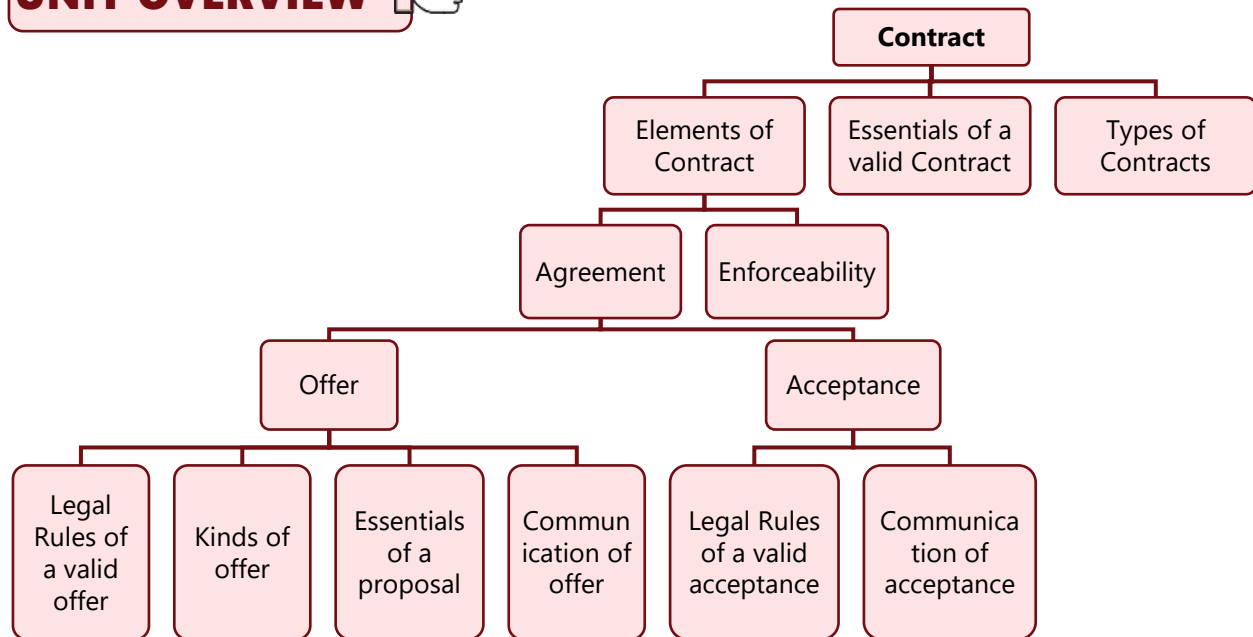 UNIT OVERVIEW
Contract
Elements of
Contract
Essentials of a
valid Contract
Types of
Contracts
Agreement
Enforceability
Offer
Acceptance
Legal
Rules of
a valid
offer
Kinds of
offer
Essentials
of a
proposal
Commun
ication of
offer
Legal Rules
of a valid
acceptance
Communica
tion of
acceptance